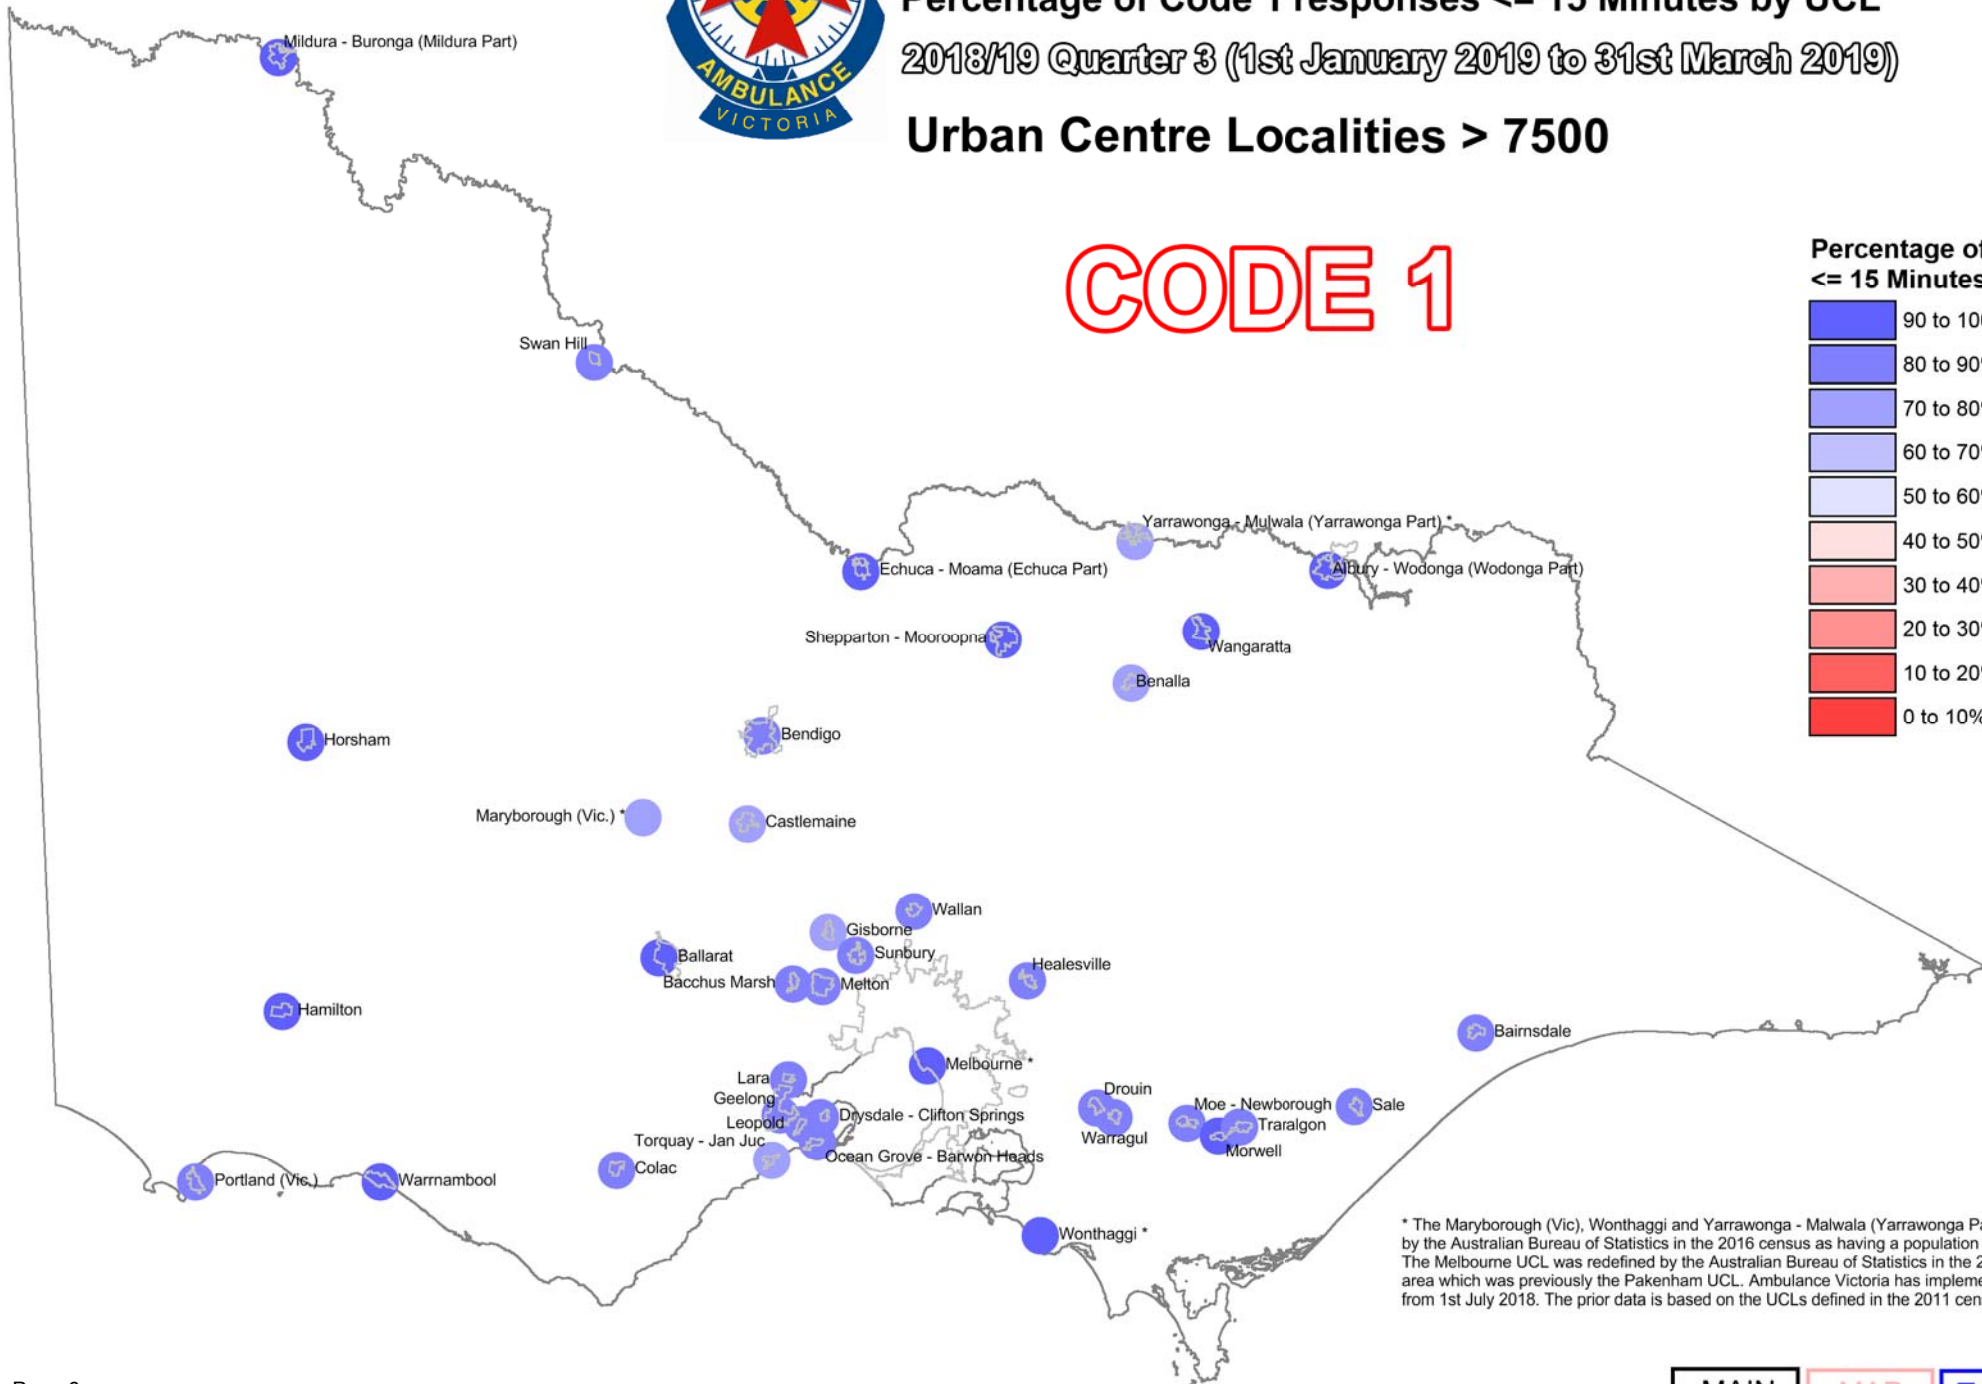 Percentage of Code 1 responses <= 15 Minutes by UCL
2018/19 Quarter 3 (1st January 2019 to 31st March 2019)
Urban Centre Localities > 7500
AMBULANCE
VICTORIA
CODE 1
Percentage of
<= 15 Minutes
90 to 100
80 to 90%
70 to 80%
60 to 70%
50 to 60%
40 to 50%
30 to 40%
20 to 30%
10 to 20%
0 to 10%
Mildura - Buronga (Mildura Part)
Swan Hill
Yarrawonga - Mulwala (Yarrawonga Part) *
Echuca - Moama (Echuca Part)
Albury - Wodonga (Wodonga Part)
Shepparton - Mooroopna
Wangaratta
Benalla
Horsham
Bendigo
Maryborough (Vic.) *
Castlemaine
Wallan
Gisborne
Sunbury
Ballarat
Bacchus Marsh
Melton
Healesville
Hamilton
Bairnsdale
Melbourne *
Lara
Geelong
Leopold
Drysdale - Clifton Springs
Torquay - Jan Juc
Ocean Grove - Barwon Heads
Drouin
Warragul
Moe - Newborough
Traralgon
Morwell
Sale
Colac
Portland (Vic.)
Warrnambool
Wonthaggi *
* The Maryborough (Vic), Wonthaggi and Yarrawonga - Malwala (Yarrawonga Pa
by the Australian Bureau of Statistics in the 2016 census as having a population
The Melbourne UCL was redefined by the Australian Bureau of Statistics in the 2
area which was previously the Pakenham UCL. Ambulance Victoria has impleme
from 1st July 2018. The prior data is based on the UCLs defined in the 2011 cen
MAIN
MAP